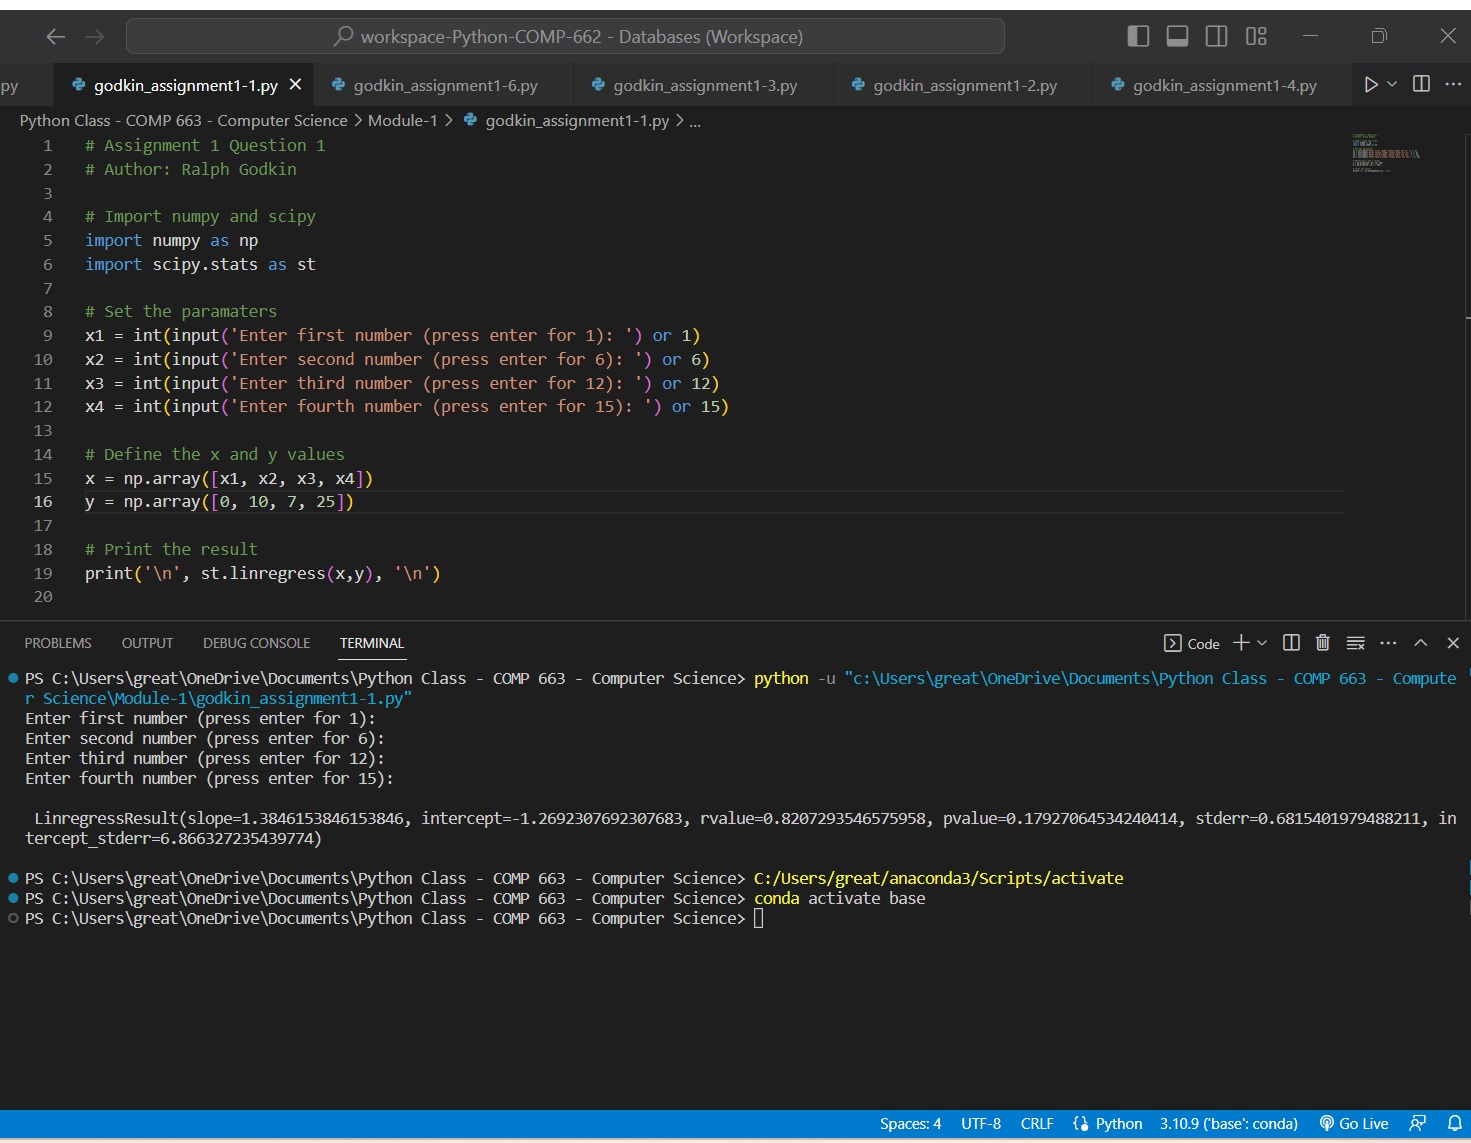 workspace-Python-COMP-662 - Databases (Workspace)
py
godkin_assignment1-1.py
godkin_assignment1-6.py
godkin_assignment1-3.py
godkin_assignment1-2.py
godkin_assignment1-4.py
Python Class - COMP 663 - Computer Science > Module-1 > godkin_assignment1-1.py > ...
1 # Assignment 1 Question 1
2 # Author: Ralph Godkin
3
4 # Import numpy and scipy
5 import numpy as np
6 import scipy.stats as st
7
8 # Set the paramaters
9 x1 = int(input('Enter first number (press enter for 1): ') or 1)
10 x2 = int(input('Enter second number (press enter for 6): ') or 6)
11 x3 = int(input('Enter third number (press enter for 12): ') or 12)
12 x4 = int(input('Enter fourth number (press enter for 15): ') or 15)
13
14 # Define the x and y values
15 x = np.array([x1, x2, x3, x4])
16 y = np.array([0, 10, 7, 25])
17
18 # Print the result
19 print('\n', st.linregress(x,y), '\n')
20
PROBLEMS OUTPUT DEBUG CONSOLE TERMINAL
Code
PS C:\Users\great\OneDrive\Documents\Python Class - COMP 663 - Computer Science> python -u "c:\Users\great\OneDrive\Documents\Python Class - COMP 663 - Compute
r Science\Module-1\godkin_assignment1-1.py"
Enter first number (press enter for 1):
Enter second number (press enter for 6):
Enter third number (press enter for 12):
Enter fourth number (press enter for 15):
LinregressResult(slope=1.3846153846153846, intercept=-1.2692307692307683, rvalue=0.8207293546575958, pvalue=0.17927064534240414, stderr=0.6815401979488211, in
tercept_stderr=6.866327235439774)
PS C:\Users\great\OneDrive\Documents\Python Class - COMP 663 - Computer Science> C:/Users/great/anaconda3/Scripts/activate
PS C:\Users\great\OneDrive\Documents\Python Class - COMP 663 - Computer Science> conda activate base
PS C:\Users\great\OneDrive\Documents\Python Class - COMP 663 - Computer Science>
Spaces: 4 UTF-8 CRLF Python 3.10.9 ('base': conda) Go Live